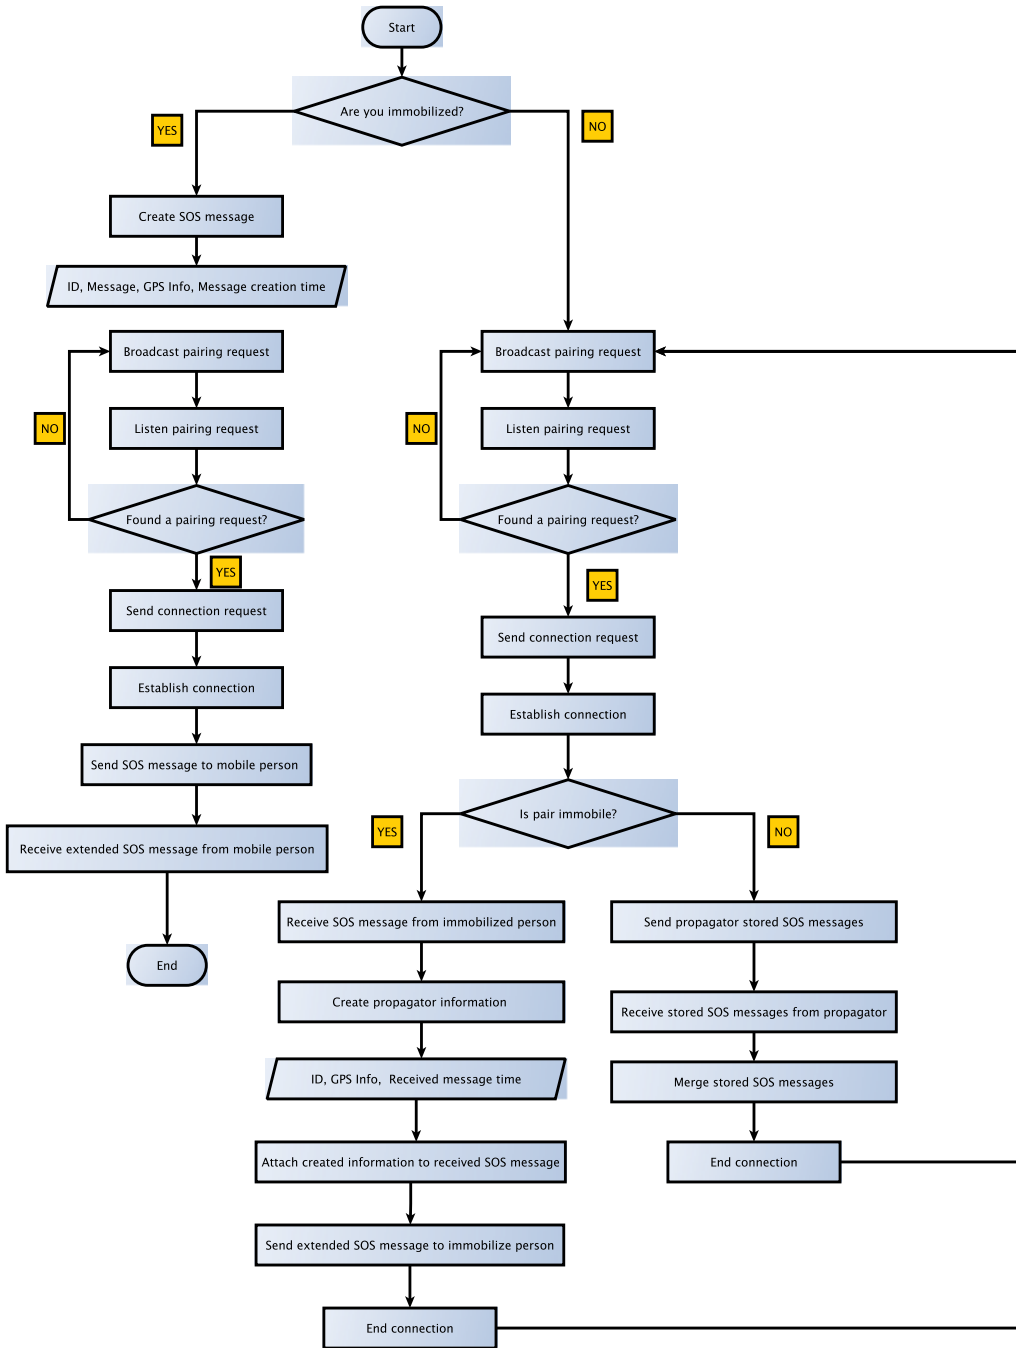 Start
Are you immobilized?
YES
NO
Create SOS message
ID, Message, GPS Info, Message creation time
Broadcast pairing request
Listen pairing request
NO
Found a pairing request?
YES
Send connection request
Establish connection
Send SOS message to mobile person
Receive extended SOS message from mobile person
End
Broadcast pairing request
Listen pairing request
NO
Found a pairing request?
YES
Send connection request
Establish connection
Is pair immobile?
YES
NO
Receive SOS message from immobilized person
Create propagator information
ID, GPS Info, Received message time
Attach created information to received SOS message
Send extended SOS message to immobilize person
End connection
Send propagator stored SOS messages
Receive stored SOS messages from propagator
Merge stored SOS messages
End connection